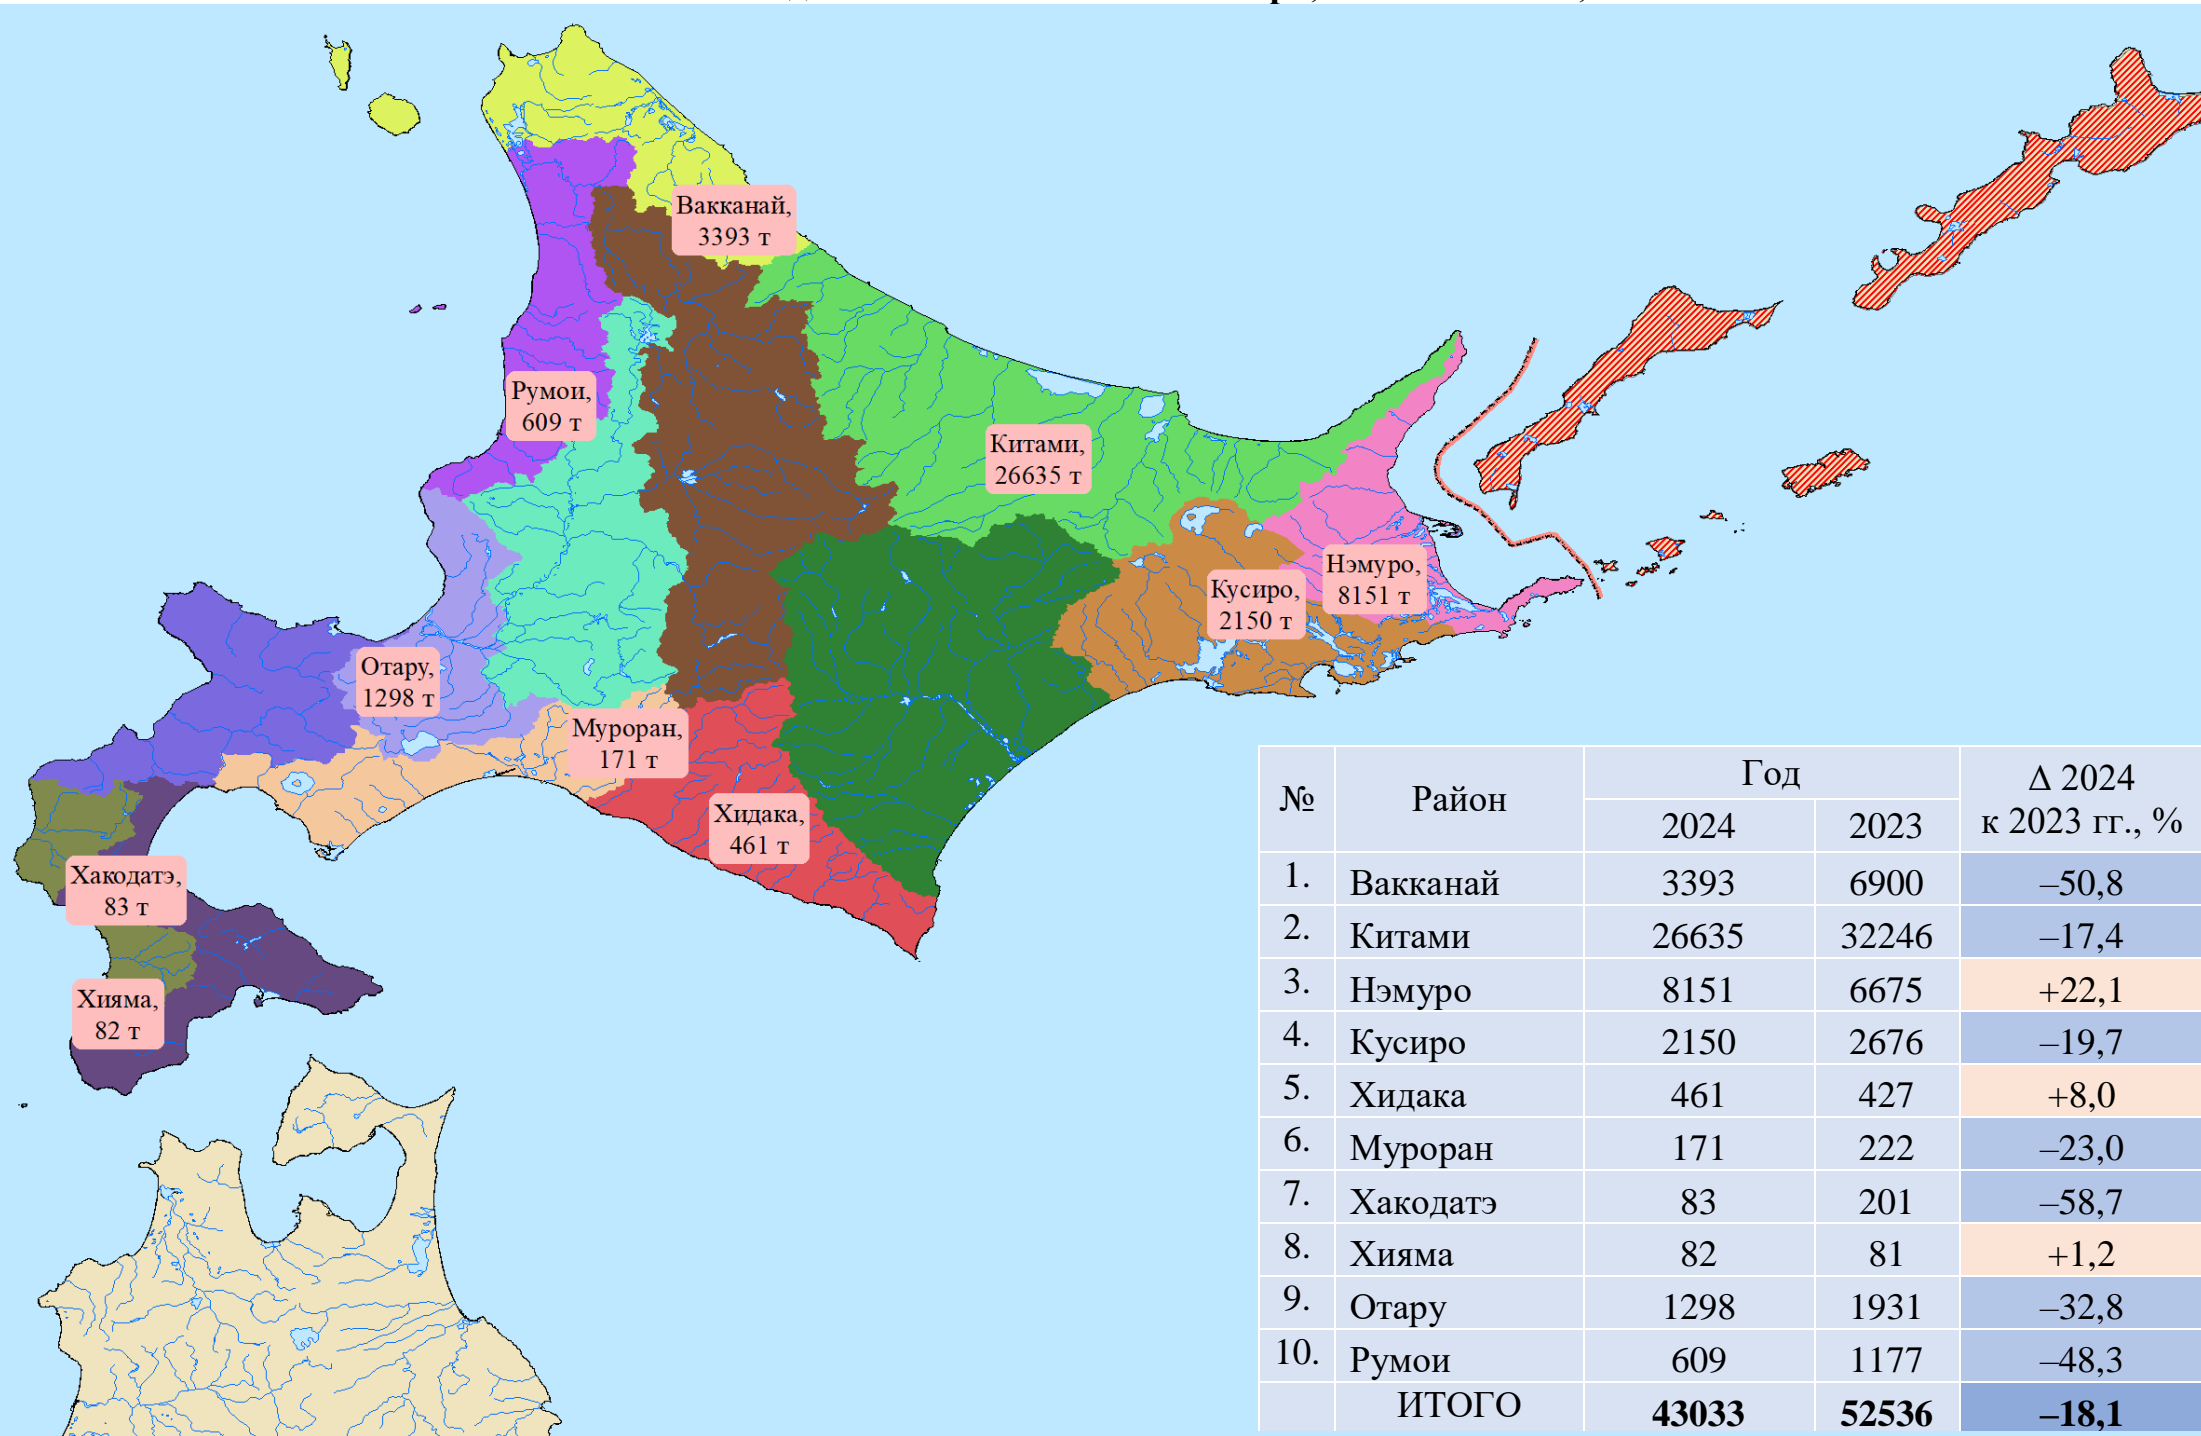 Вакканай,
3393 т
Румои,
609 т
Китами,
26635 т
Нэмуро,
8151 т
Кусиро,
2150 т
Отару,
1298 т
Муроран,
171 т
Хидака,
461 т
Хакодатэ,
83 т
Хияма,
82 т
№ Район Год Δ 2024
к 2023 гг., %
2024 2023
1. Вакканай 3393 6900 –50,8
2. Китами 26635 32246 –17,4
3. Нэмуро 8151 6675 +22,1
4. Кусиро 2150 2676 –19,7
5. Хидака 461 427 +8,0
6. Муроран 171 222 –23,0
7. Хакодатэ 83 201 –58,7
8. Хияма 82 81 +1,2
9. Отару 1298 1931 –32,8
10. Румои 609 1177 –48,3
ИТОГО 43033 52536 –18,1